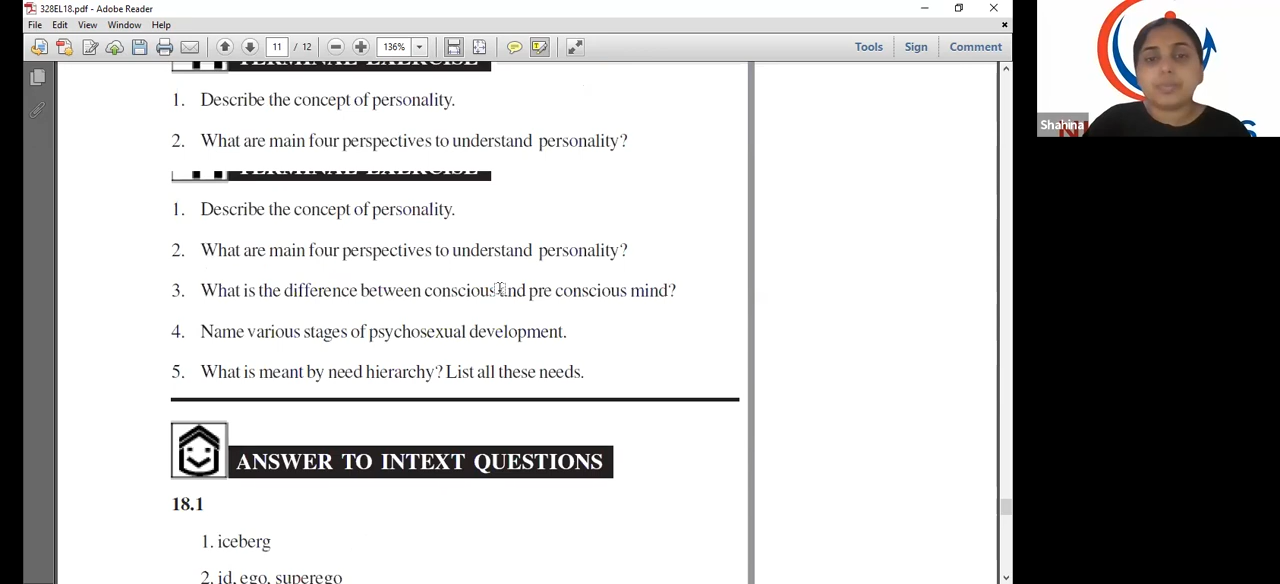 328EL18.pdf - Adobe Reader
File Edit View Window Help
11 / 12 136% Tools Sign Comment
TERMINAL EXERCISE
1. Describe the concept of personality.
2. What are main four perspectives to understand personality?
TERMINAL EXERCISE
1. Describe the concept of personality.
2. What are main four perspectives to understand personality?
3. What is the difference between conscious and pre conscious mind?
4. Name various stages of psychosexual development.
5. What is meant by need hierarchy? List all these needs.
ANSWER TO INTEXT QUESTIONS
18.1
1. iceberg
2. id, ego, superego
Shahina